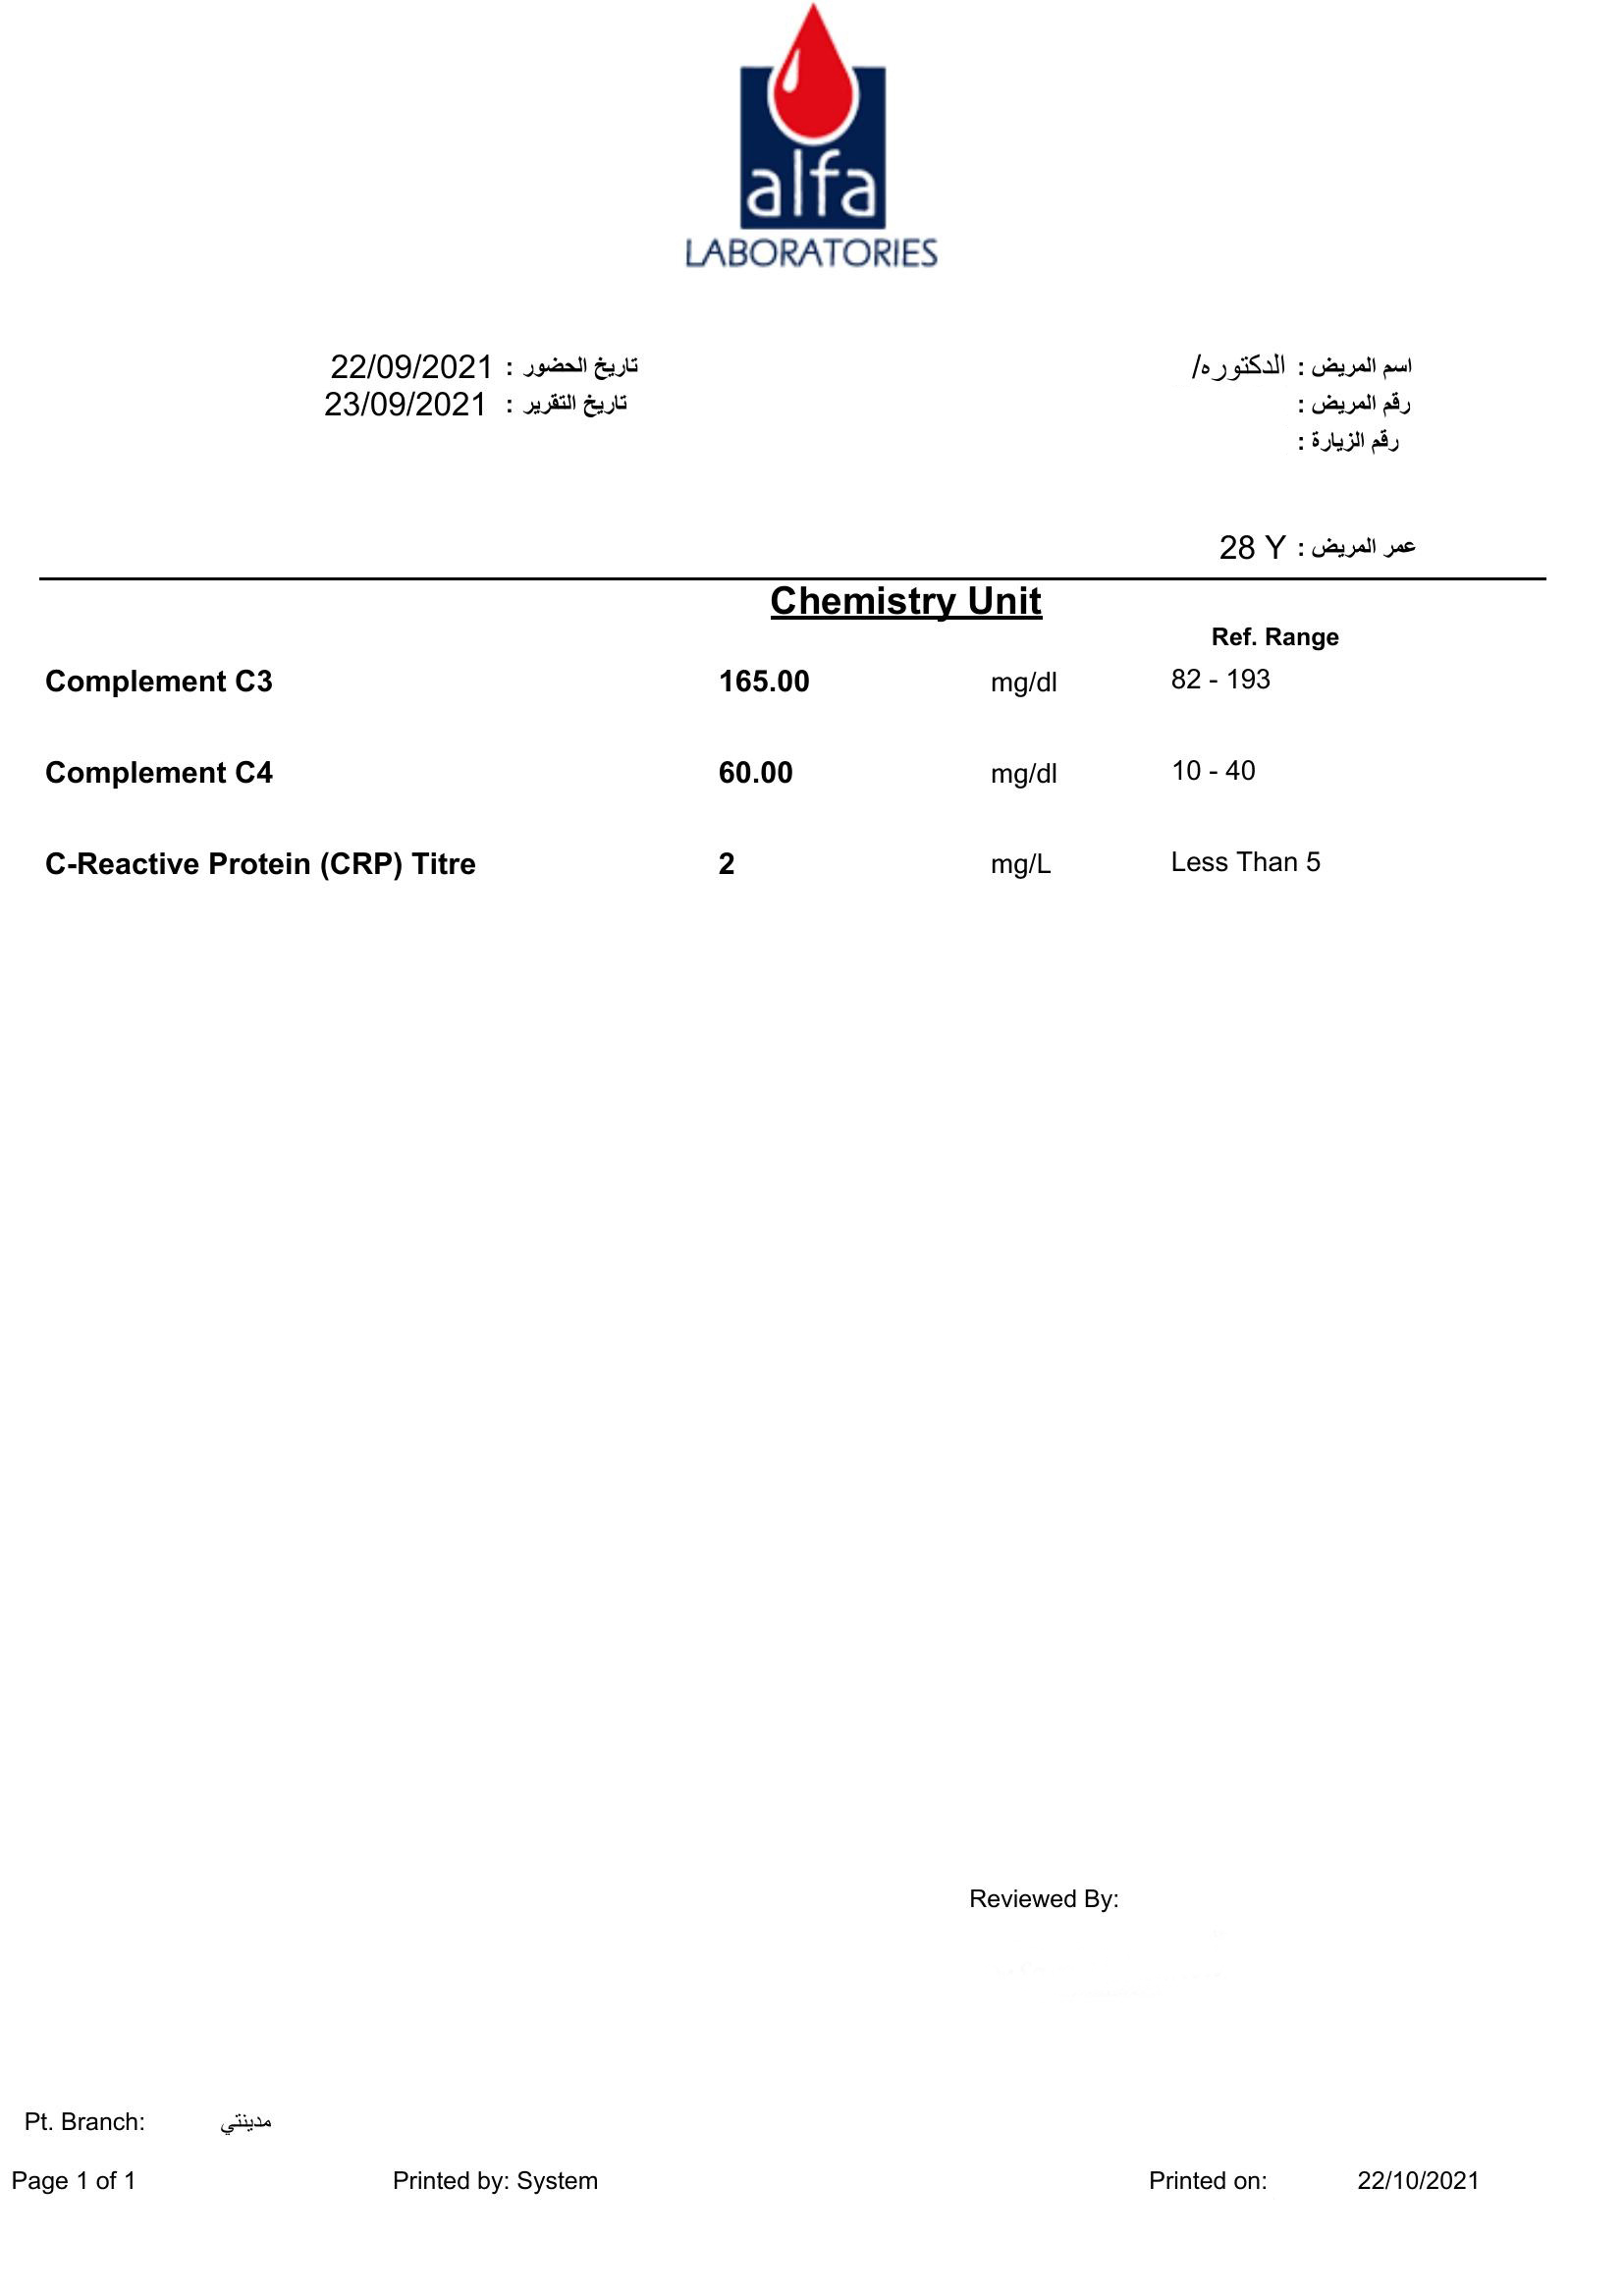 alfa
LABORATORIES
اسم المريض : الدكتوره/
تاريخ الحضور : 22/09/2021
رقم المريض :
تاريخ التقرير : 23/09/2021
رقم الزيارة :
عمر المريض : 28 Y
Chemistry Unit
Ref. Range
Complement C3 165.00 mg/dl 82 - 193
Complement C4 60.00 mg/dl 10 - 40
C-Reactive Protein (CRP) Titre 2 mg/L Less Than 5
Reviewed By:
Pt. Branch: مدينتي
Page 1 of 1 Printed by: System Printed on: 22/10/2021